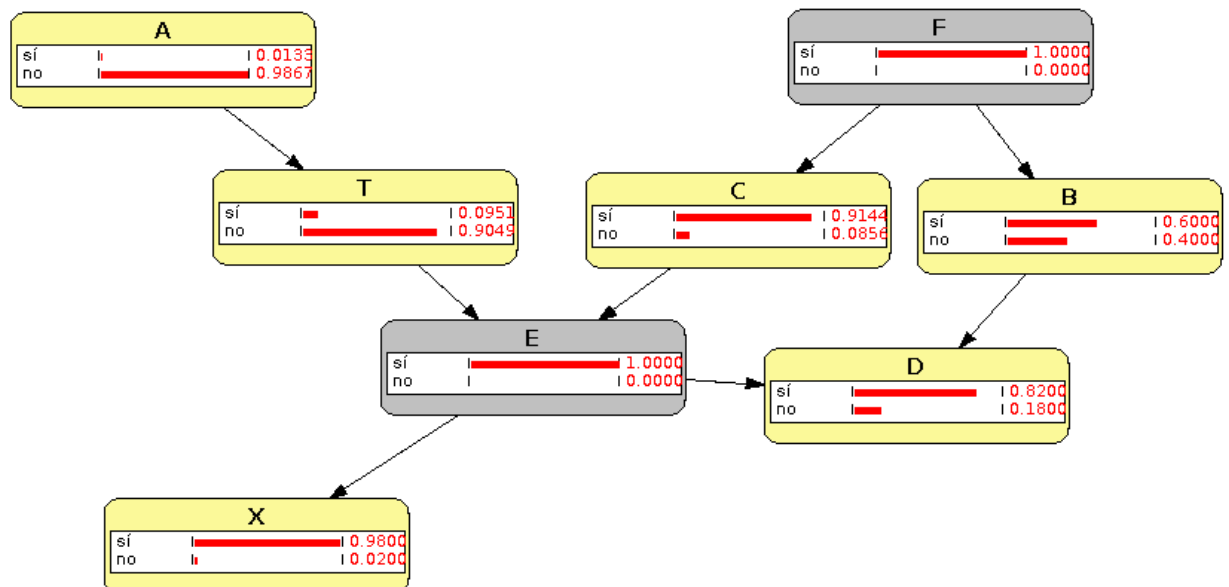 A
sí 0.0133
no 0.9867
F
sí 1.0000
no 0.0000
T
sí 0.0951
no 0.9049
C
sí 0.9144
no 0.0856
B
sí 0.6000
no 0.4000
E
sí 1.0000
no 0.0000
D
sí 0.8200
no 0.1800
X
sí 0.9800
no 0.0200